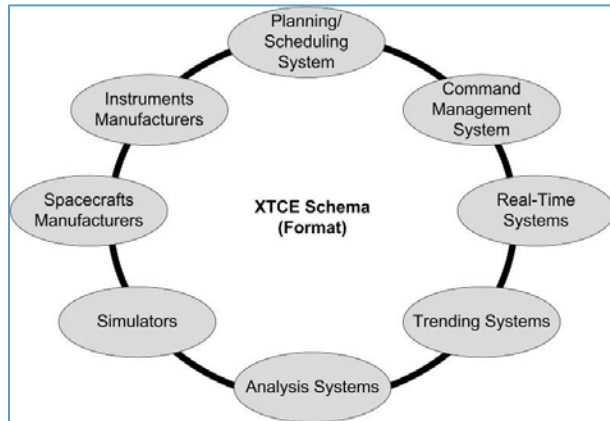 Planning/
Scheduling
System
Instruments
Manufacturers
Command
Management
System
Spacecrafts
Manufacturers
XTCE Schema
(Format)
Real-Time
Systems
Simulators
Trending Systems
Analysis Systems